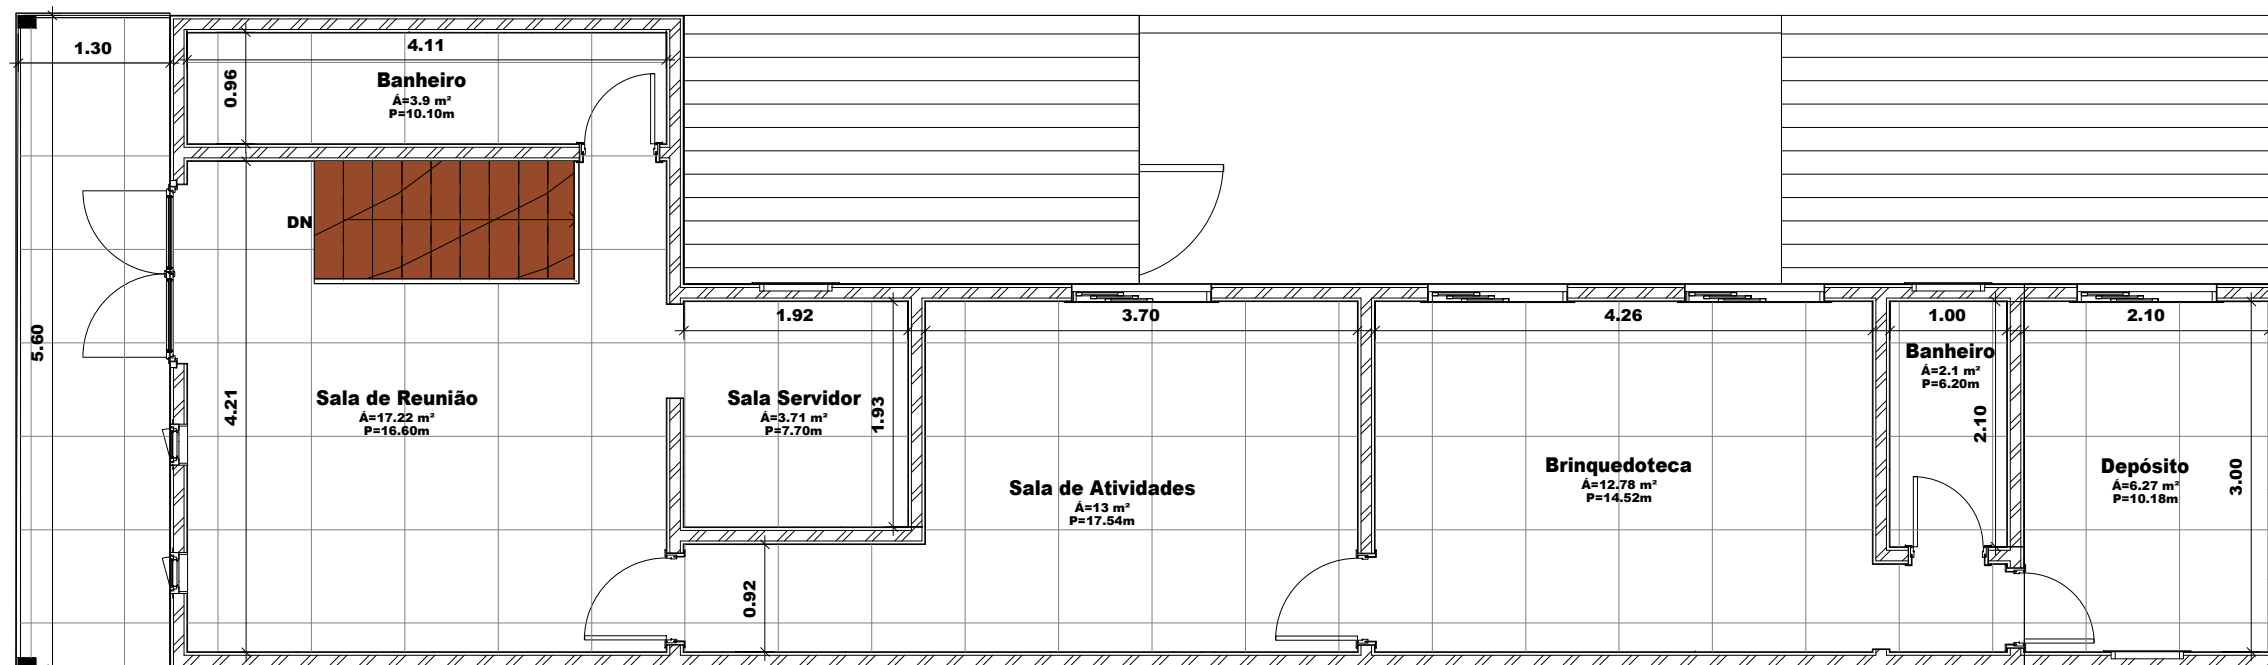 1.30
4.11
0.96
Banheiro
Á=3.9 m²
P=10.10m
DN
5.60
4.21
Sala de Reunião
Á=17.22 m²
P=16.60m
1.92
Sala Servidor
Á=3.71 m²
P=7.70m
1.93
0.92
3.70
Sala de Atividades
Á=13 m²
P=17.54m
4.26
Brinquedoteca
Á=12.78 m²
P=14.52m
1.00
Banheiro
Á=2.1 m²
P=6.20m
2.10
2.10
Depósito
Á=6.27 m²
P=10.18m
3.00